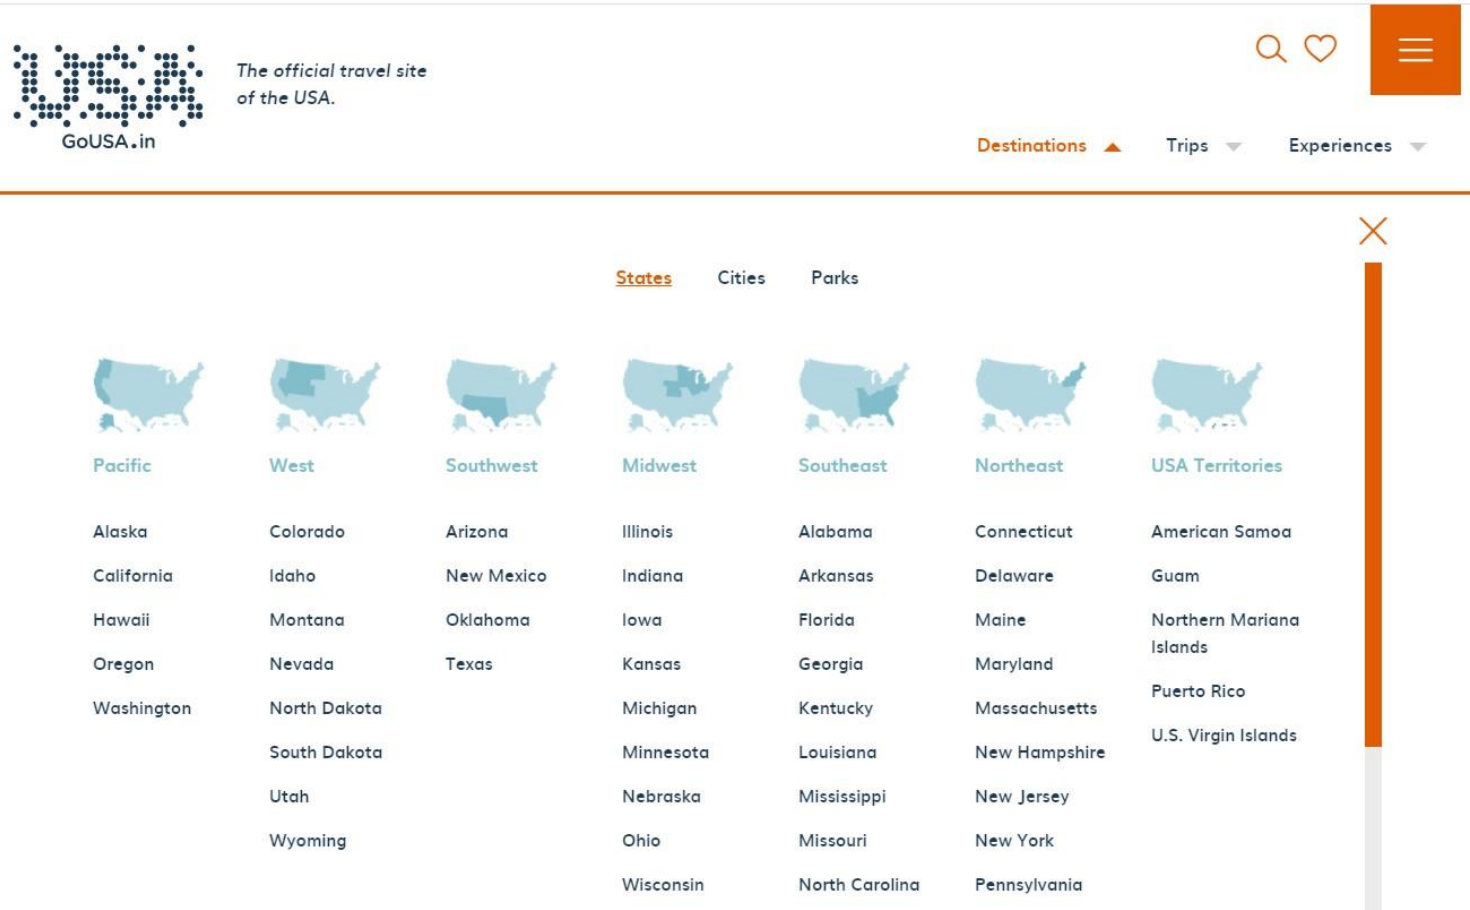 USA
GoUSA.in
The official travel site
of the USA.
Destinations
Trips
Experiences
States
Cities
Parks
Pacific
Alaska
California
Hawaii
Oregon
Washington
West
Colorado
Idaho
Montana
Nevada
North Dakota
South Dakota
Utah
Wyoming
Southwest
Arizona
New Mexico
Oklahoma
Texas
Midwest
Illinois
Indiana
Iowa
Kansas
Michigan
Minnesota
Nebraska
Ohio
Wisconsin
Southeast
Alabama
Arkansas
Florida
Georgia
Kentucky
Louisiana
Mississippi
Missouri
North Carolina
Northeast
Connecticut
Delaware
Maine
Maryland
Massachusetts
New Hampshire
New Jersey
New York
Pennsylvania
USA Territories
American Samoa
Guam
Northern Mariana
Islands
Puerto Rico
U.S. Virgin Islands